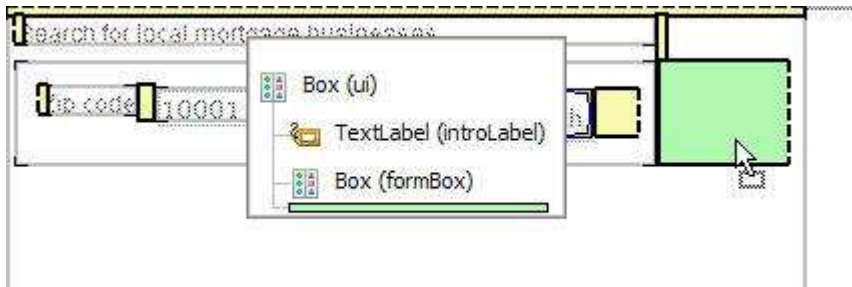 Search for local mortgage businesses
Zip code 10001 h
Box (ui)
TextLabel (introLabel)
Box (formBox)